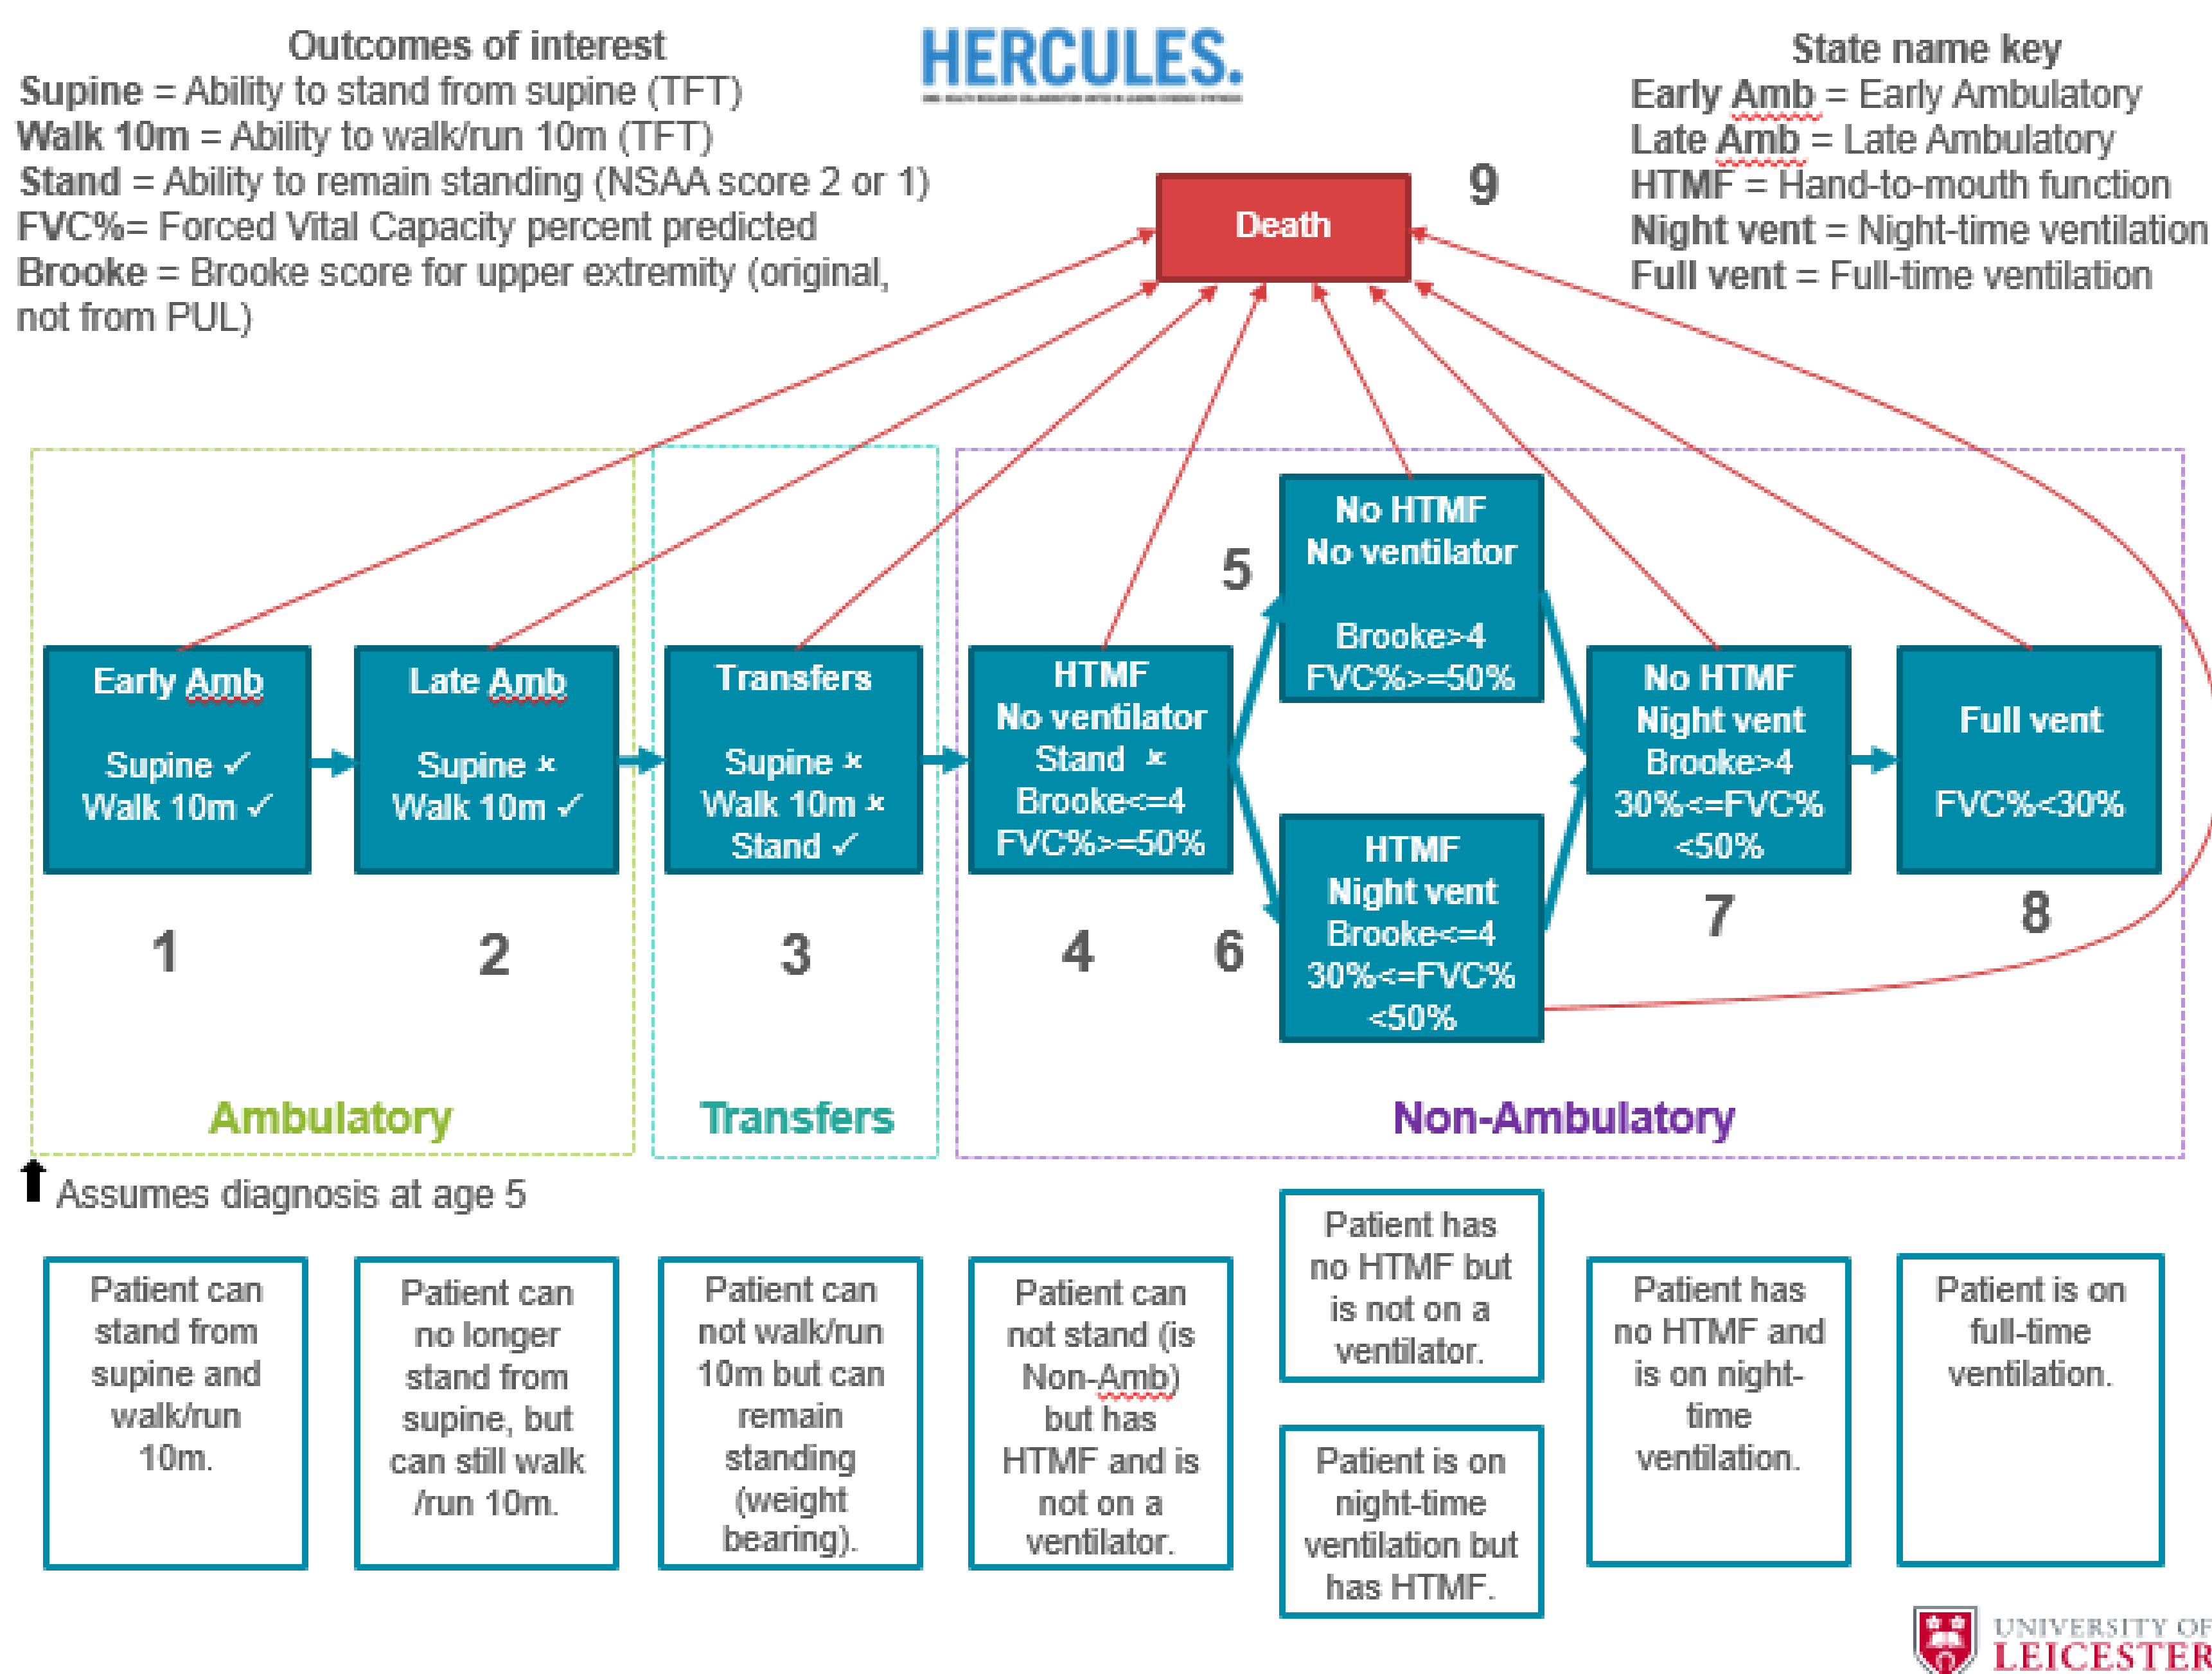 Outcomes of interest
Supine = Ability to stand from supine (TFT)
Walk 10m = Ability to walk/run 10m (TFT)
Stand = Ability to remain standing (NSAA score 2 or 1)
FVC%= Forced Vital Capacity percent predicted
Brooke = Brooke score for upper extremity (original,
not from PUL)
HERCULES.
State name key
Early Amb = Early Ambulatory
Late Amb = Late Ambulatory
HTMF = Hand-to-mouth function
Night vent = Night-time ventilation
Full vent = Full-time ventilation
Death
9
Early Amb
Supine ✓
Walk 10m ✓
1
Late Amb
Supine ×
Walk 10m ✓
2
Transfers
Supine ×
Walk 10m ×
Stand ✓
3
HTMF
No ventilator
Stand ×
Brooke<=4
FVC%>=50%
4
No HTMF
No ventilator
Brooke>4
FVC%>=50%
5
HTMF
Night vent
Brooke<=4
30%<=FVC%
<50%
6
No HTMF
Night vent
Brooke>4
30%<=FVC%
<50%
7
Full vent
FVC%<30%
8
Ambulatory
Transfers
Non-Ambulatory
Assumes diagnosis at age 5
Patient can
stand from
supine and
walk/run
10m.
Patient can
no longer
stand from
supine, but
can still walk
/run 10m.
Patient can
not walk/run
10m but can
remain
standing
(weight
bearing).
Patient can
not stand (is
Non-Amb)
but has
HTMF and is
not on a
ventilator.
Patient has
no HTMF but
is not on a
ventilator.
Patient is on
night-time
ventilation but
has HTMF.
Patient has
no HTMF and
is on night-
time
ventilation.
Patient is on
full-time
ventilation.
UNIVERSITY OF
LEICESTER